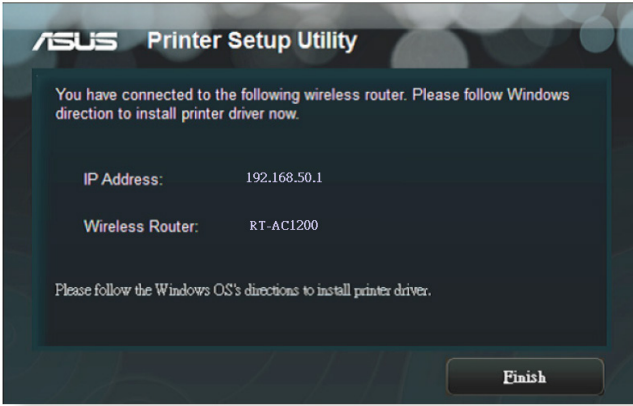 ASUS Printer Setup Utility
You have connected to the following wireless router. Please follow Windows
direction to install printer driver now.
IP Address: 192.168.50.1
Wireless Router: RT-AC1200
Please follow the Windows OS's directions to install printer driver.
Finish